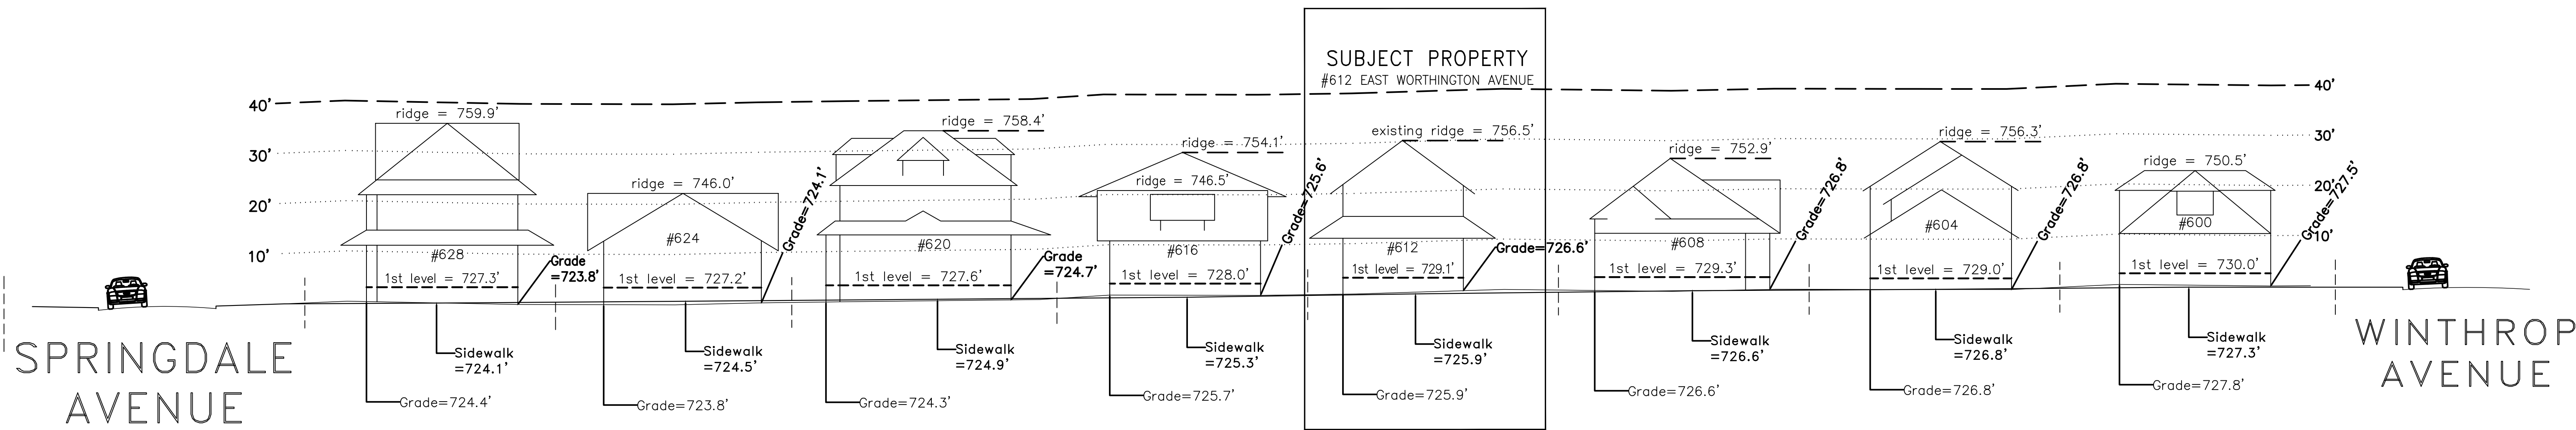 SUBJECT PROPERTY
#612 EAST WORTHINGTON AVENUE
40'
30'
20'
10'
ridge = 759.9'
#628
1st level = 727.3'
Grade
=723.8'
Sidewalk
=724.1'
Grade=724.4'
ridge = 746.0'
#624
1st level = 727.2'
Grade=724.1'
Sidewalk
=724.5'
Grade=723.8'
ridge = 758.4'
#620
1st level = 727.6'
Grade
=724.7'
Sidewalk
=724.9'
Grade=724.3'
ridge = 754.1'
ridge = 746.5'
#616
1st level = 728.0'
Grade=725.6'
Sidewalk
=725.3'
Grade=725.7'
existing ridge = 756.5'
#612
1st level = 729.1'
Grade=726.6'
Sidewalk
=725.9'
Grade=725.9'
ridge = 752.9'
#608
1st level = 729.3'
Grade=726.8'
Sidewalk
=726.6'
Grade=726.6'
ridge = 756.3'
#604
1st level = 729.0'
Grade=726.8'
Sidewalk
=726.8'
Grade=726.8'
ridge = 750.5'
#600
1st level = 730.0'
Grade=727.5'
Sidewalk
=727.3'
Grade=727.8'
40'
30'
20'
10'
SPRINGDALE
AVENUE
WINTHROP
AVENUE